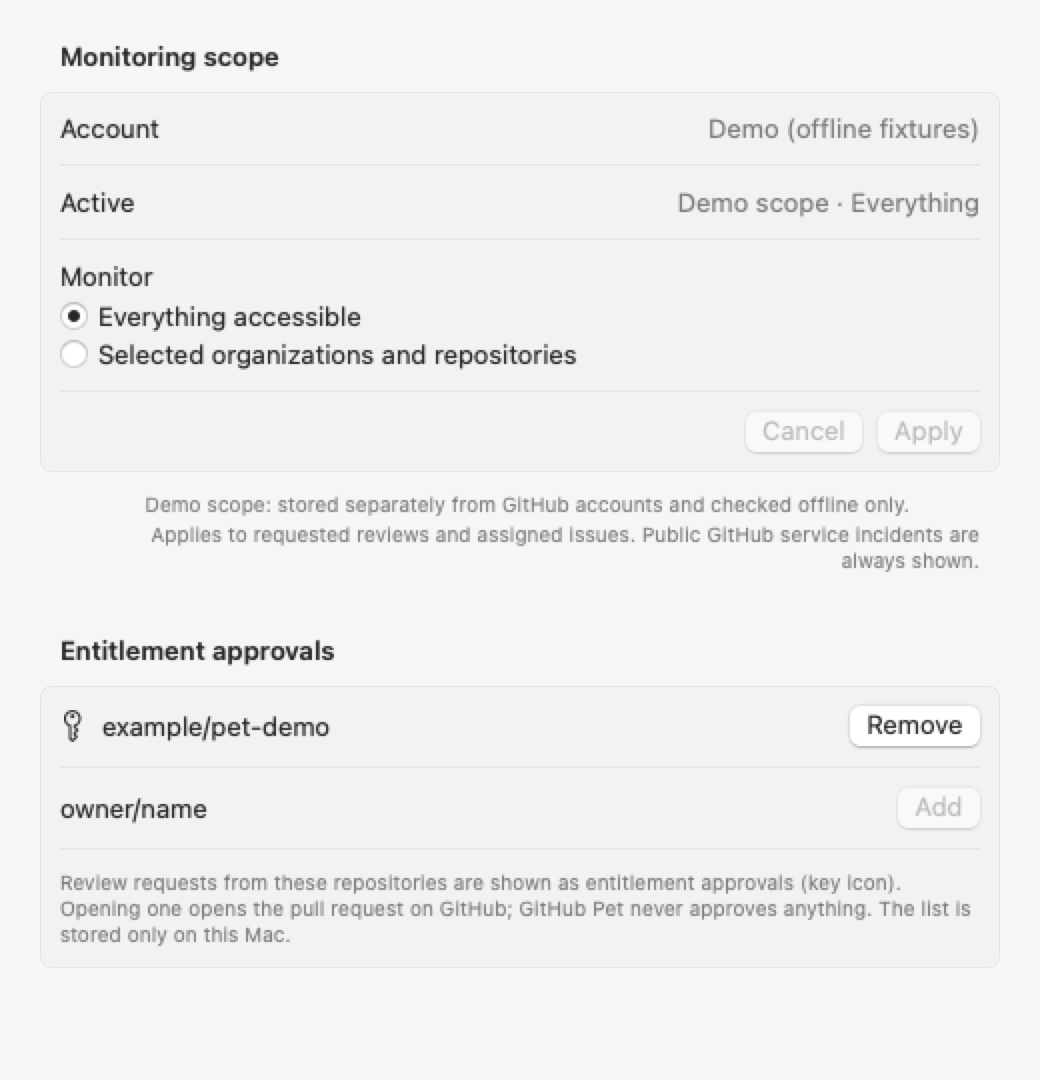 Monitoring scope
Account
Demo (offline fixtures)
Active
Demo scope · Everything
Monitor
Everything accessible
Selected organizations and repositories
Cancel
Apply
Demo scope: stored separately from GitHub accounts and checked offline only.
Applies to requested reviews and assigned issues. Public GitHub service incidents are
always shown.
Entitlement approvals
example/pet-demo
Remove
owner/name
Add
Review requests from these repositories are shown as entitlement approvals (key icon).
Opening one opens the pull request on GitHub; GitHub Pet never approves anything. The list is
stored only on this Mac.